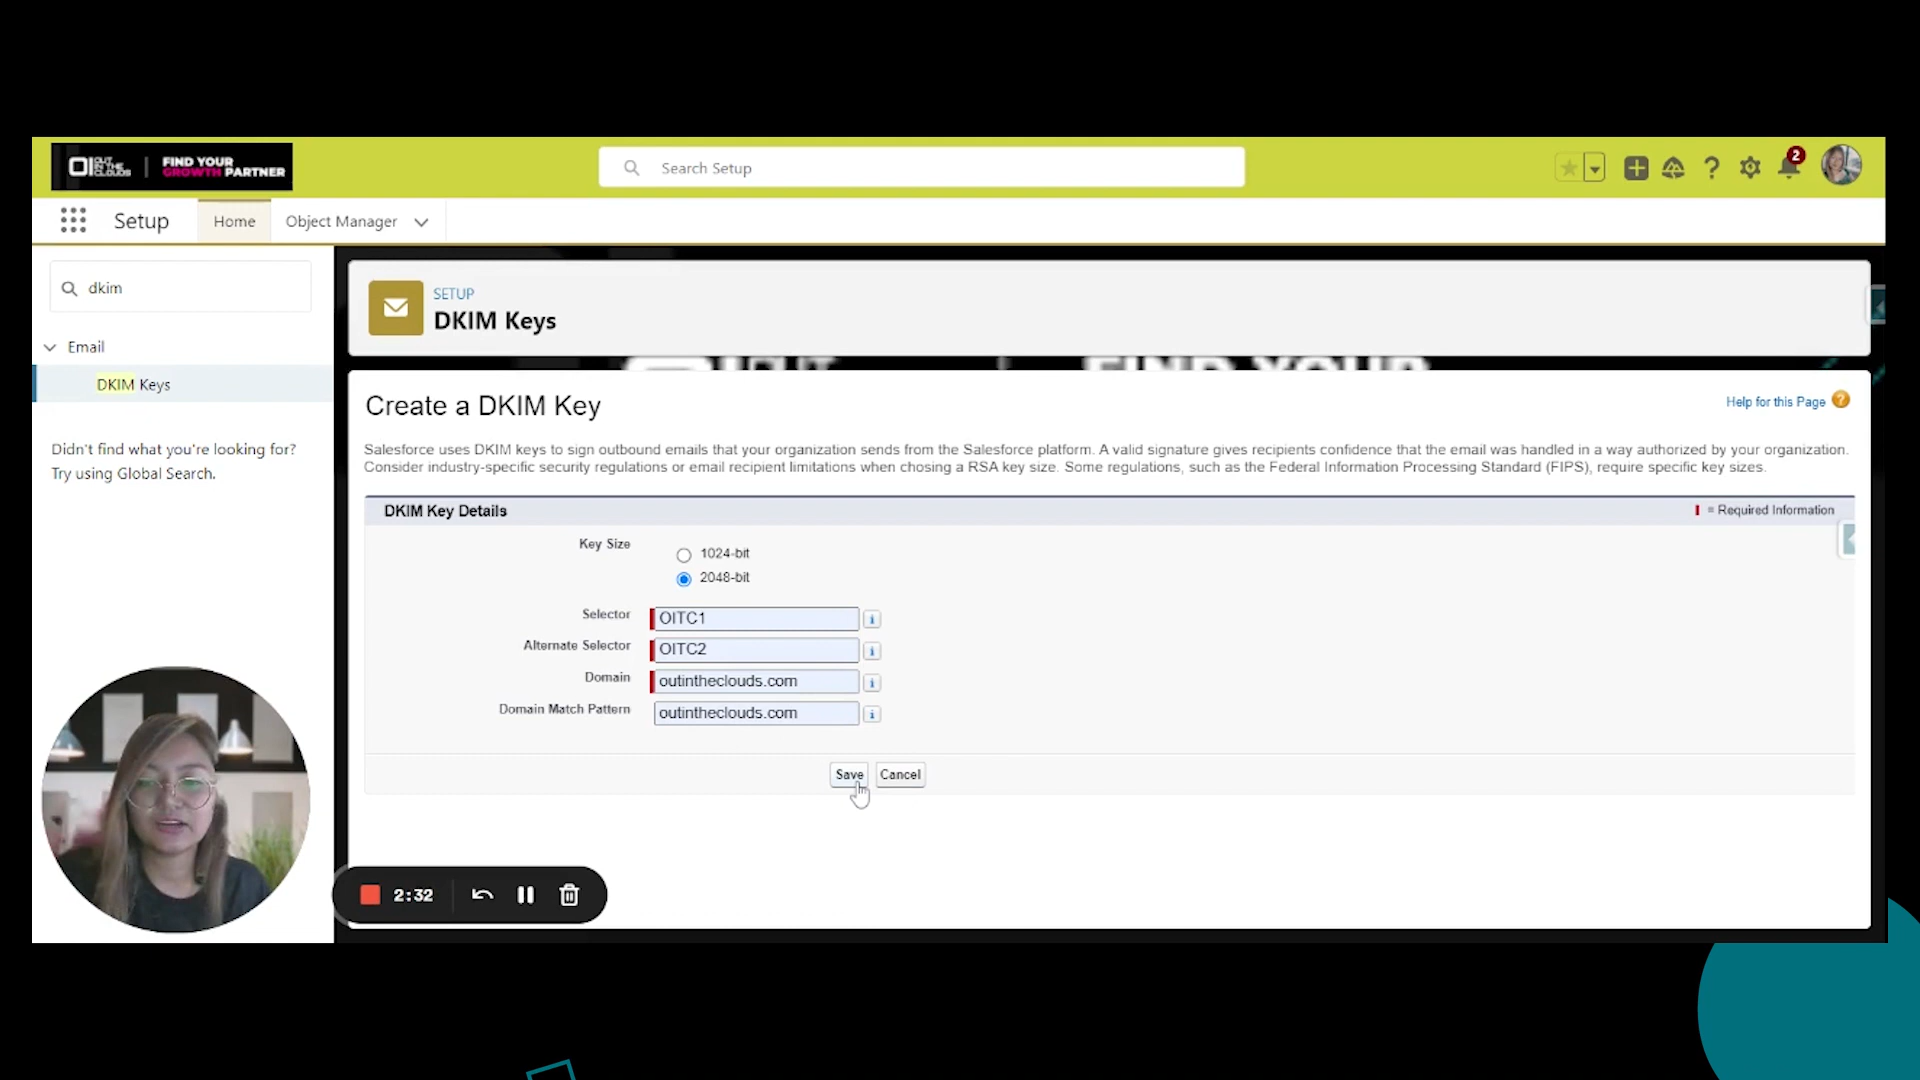 OUT
IN THE
CLOUDS
FIND YOUR
GROWTH PARTNER
Search Setup
2
Setup
Home
Object Manager
dkim
Email
DKIM Keys
Didn't find what you're looking for?
Try using Global Search.
SETUP
DKIM Keys
FIND YOUR
Create a DKIM Key
Help for this Page
Salesforce uses DKIM keys to sign outbound emails that your organization sends from the Salesforce platform. A valid signature gives recipients confidence that the email was handled in a way authorized by your organization.
Consider industry-specific security regulations or email recipient limitations when chosing a RSA key size. Some regulations, such as the Federal Information Processing Standard (FIPS), require specific key sizes.
DKIM Key Details
= Required Information
Key Size
1024-bit
2048-bit
Selector
OITC1
Alternate Selector
OITC2
Domain
outintheclouds.com
Domain Match Pattern
outintheclouds.com
Save
Cancel
2:32